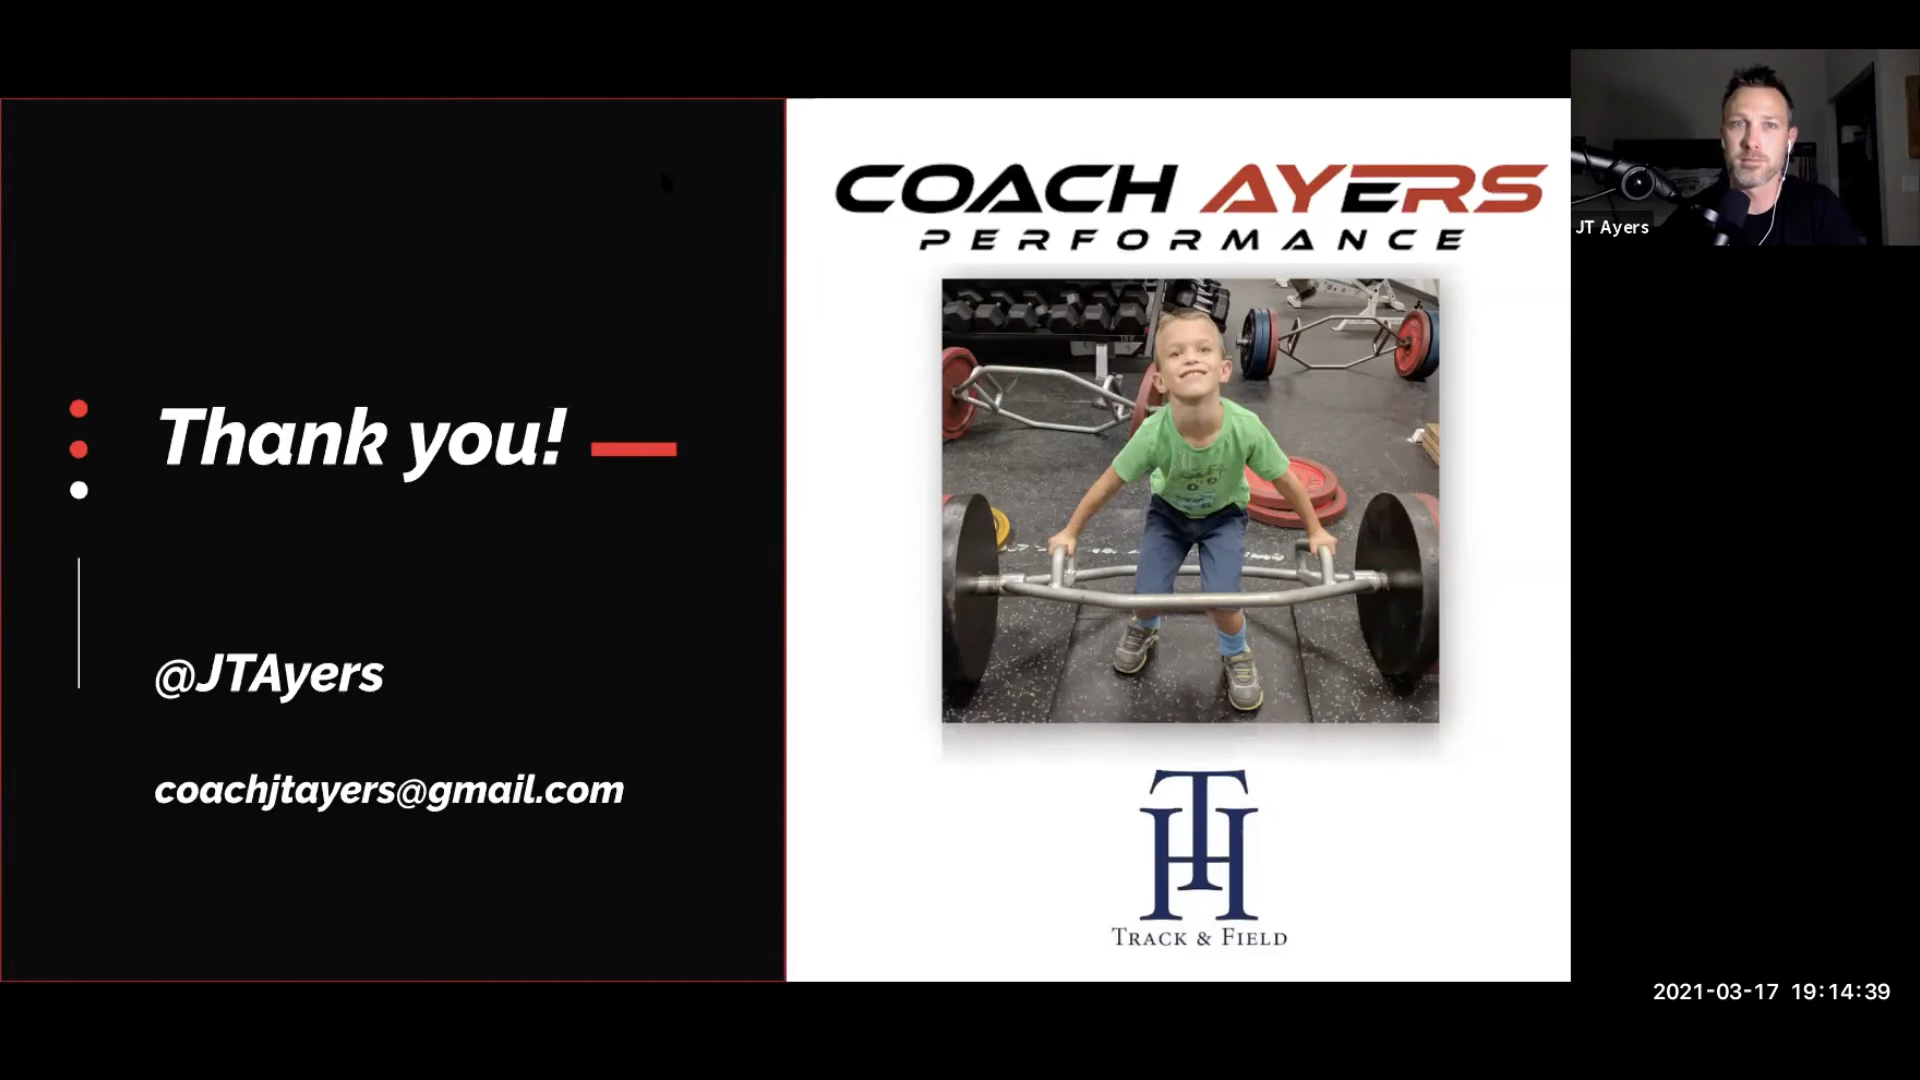 Thank you!
@JTAyers
coachjtayers@gmail.com
COACH AYERS
PERFORMANCE
TH
TRACK & FIELD
JT Ayers
2021-03-17 19:14:39